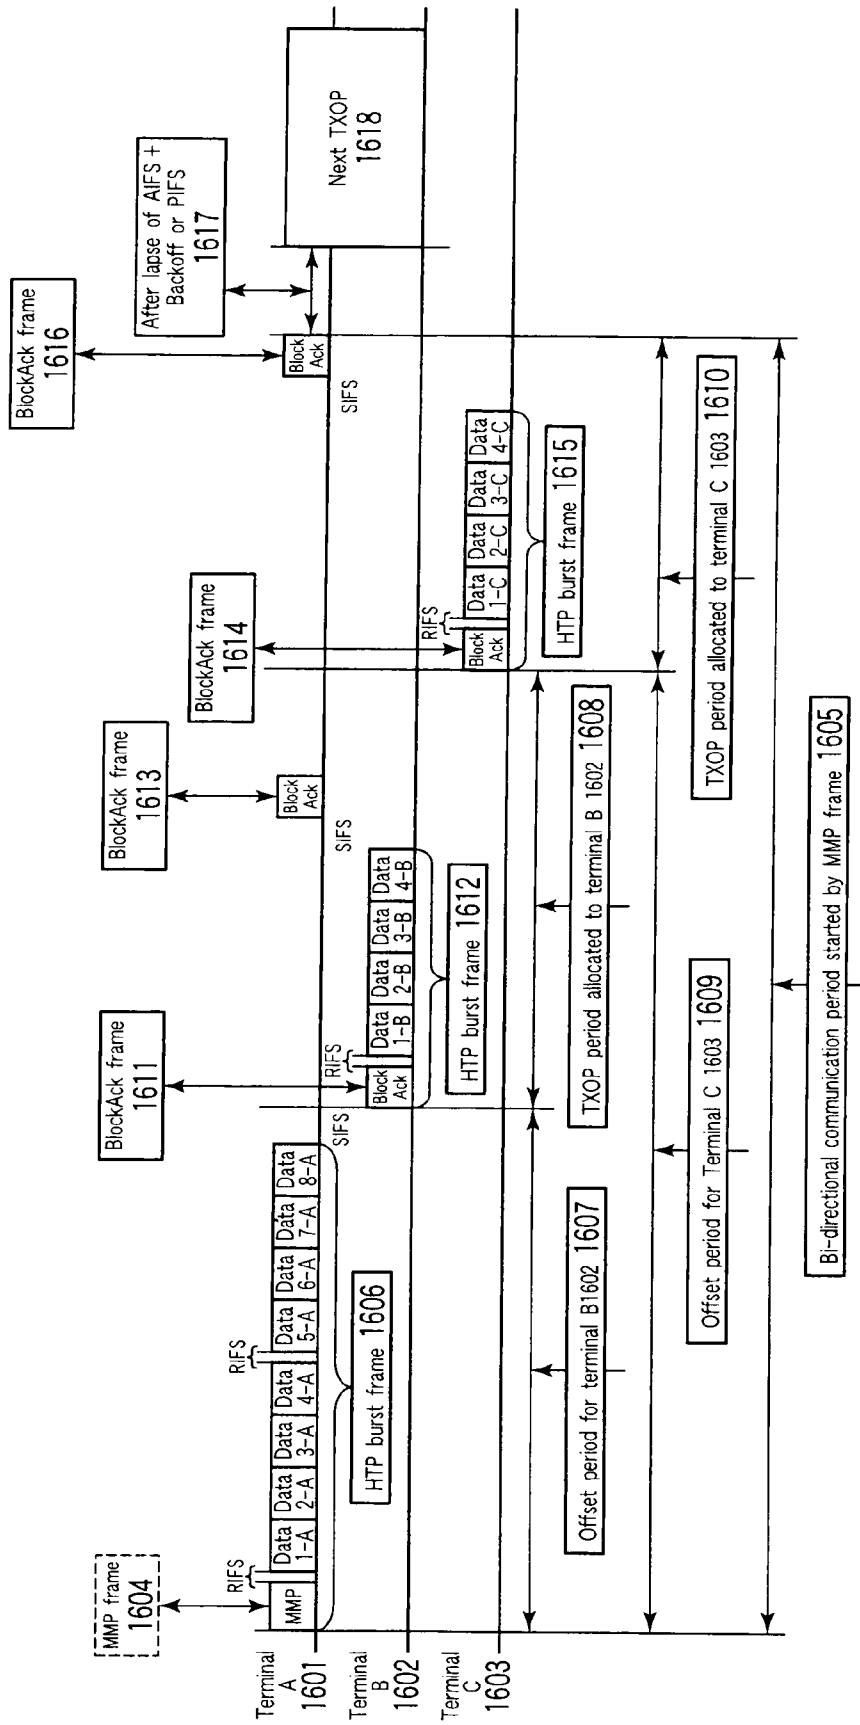 MMP frame
1604
BlockAck frame
1611
BlockAck frame
1613
BlockAck frame
1614
BlockAck frame
1616
After lapse of AIFS +
Backoff or PIFS
1617
Terminal
A
1601
MMP
RIFS
Data
1-A
Data
2-A
Data
3-A
Data
4-A
RIFS
Data
5-A
Data
6-A
Data
7-A
Data
8-A
SIFS
Block
Ack
SIFS
Block
Ack
SIFS
Next TXOP
1618
HTP burst frame 1606
Terminal
B
1602
Block
Ack
RIFS
Data
1-B
Data
2-B
Data
3-B
Data
4-B
HTP burst frame 1612
Terminal
C
1603
Block
Ack
RIFS
Data
1-C
Data
2-C
Data
3-C
Data
4-C
HTP burst frame 1615
Offset period for terminal B1602 1607
TXOP period allocated to terminal B 1602 1608
Offset period for Terminal C 1603 1609
TXOP period allocated to terminal C 1603 1610
Bi-directional communication period started by MMP frame 1605